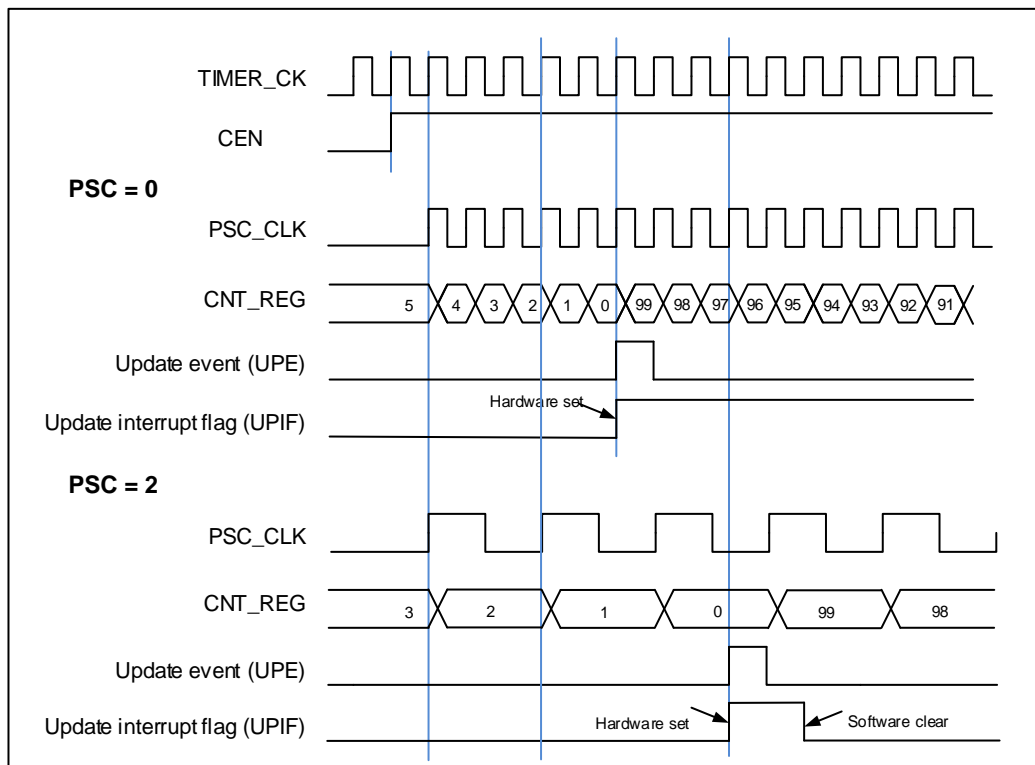 TIMER_CK
CEN
PSC = 0
PSC_CLK
CNT_REG 5 4 3 2 1 0 99 98 97 96 95 94 93 92 91
Update event (UPE)
Hardware set
Update interrupt flag (UPIF)
PSC = 2
PSC_CLK
CNT_REG 3 2 1 0 99 98
Update event (UPE)
Update interrupt flag (UPIF) Hardware set Software clear